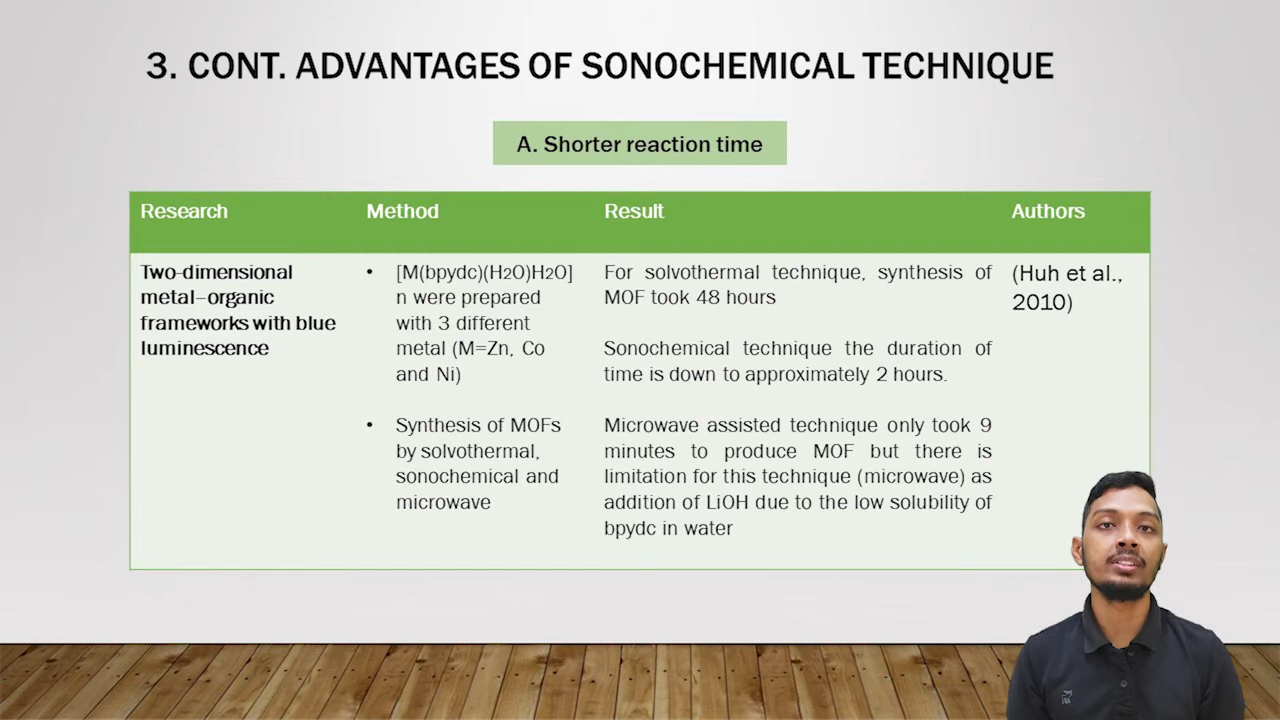 3. CONT. ADVANTAGES OF SONOCHEMICAL TECHNIQUE
A. Shorter reaction time
Research
Method
Result
Authors
Two-dimensional
metal–organic
frameworks with blue
luminescence
• [M(bpydc)(H2O)H2O]
n were prepared
with 3 different
metal (M=Zn, Co
and Ni)
• Synthesis of MOFs
by solvothermal,
sonochemical and
microwave
For solvothermal technique, synthesis of
MOF took 48 hours
Sonochemical technique the duration of
time is down to approximately 2 hours.
Microwave assisted technique only took 9
minutes to produce MOF but there is
limitation for this technique (microwave) as
addition of LiOH due to the low solubility of
bpydc in water
(Huh et al.,
2010)